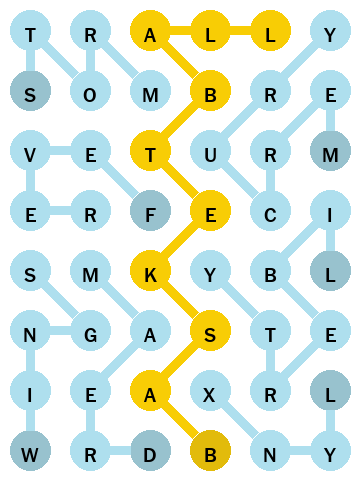 T R A L L Y
S O M B R E
V E T U R M
E R F E C I
S M K Y B L
N G A S T E
I E A X R L
W R D B N Y